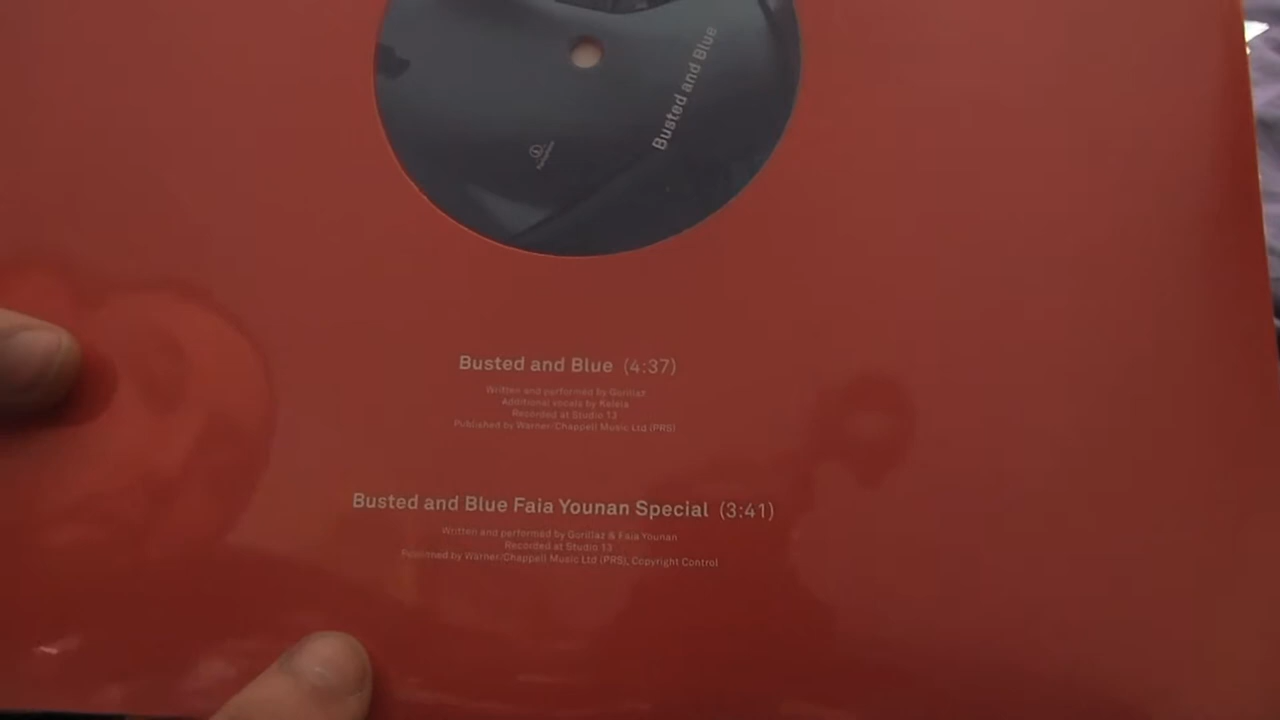 Busted and Blue
Parlophone
Busted and Blue (4:37)
Written and performed by Gorillaz
Additional vocals by Kelela
Recorded at Studio 13
Published by Warner/Chappell Music Ltd (PRS)
Busted and Blue Faia Younan Special (3:41)
Written and performed by Gorillaz & Faia Younan
Recorded at Studio 13
Published by Warner/Chappell Music Ltd (PRS), Copyright Control